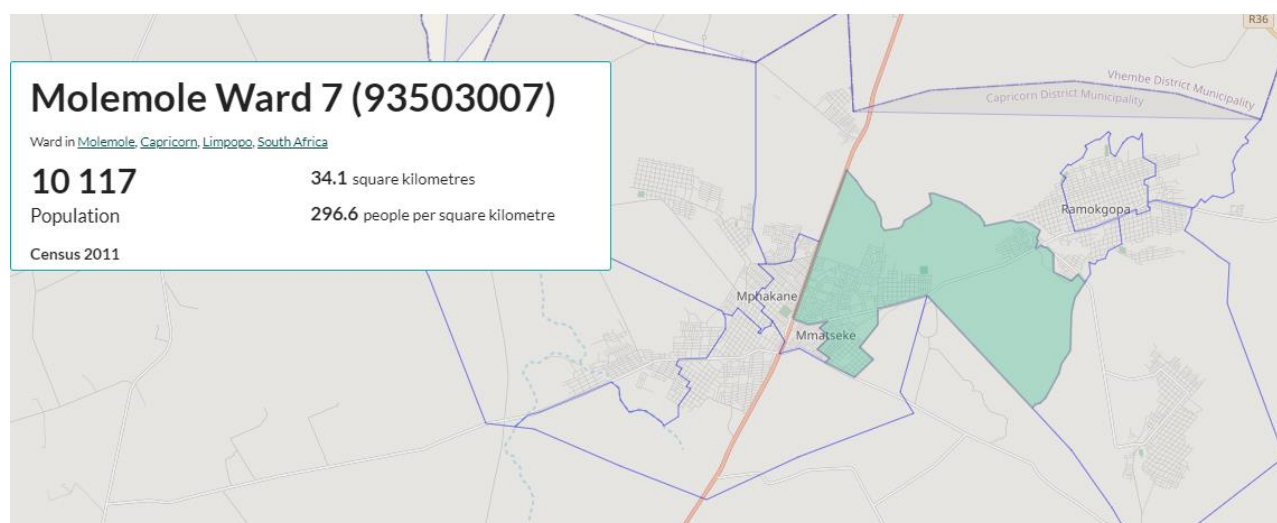 R36
Molemole Ward 7 (93503007)
Ward in Molemole, Capricorn, Limpopo, South Africa
10 117
Population
34.1 square kilometres
296.6 people per square kilometre
Census 2011
Vhembe District Municipality
Capricorn District Municipality
Ramokgopa
Mphakane
Mmatseke